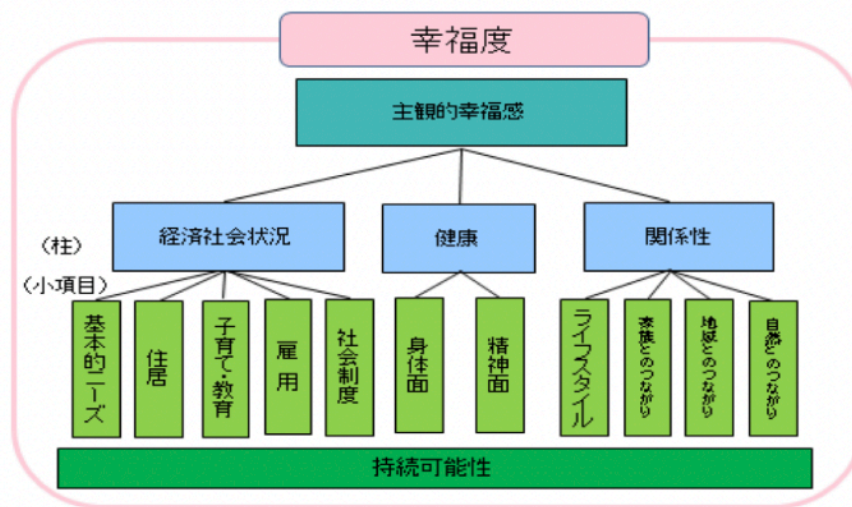 幸福度
主観的幸福感
経済社会状況
健康
関係性
〈柱〉
〈小項目〉
基本的ニーズ
住居
子育て・教育
雇用
社会制度
身体面
精神面
ライフスタイル
家族とのつながり
地域とのつながり
自然とのつながり
持続可能性